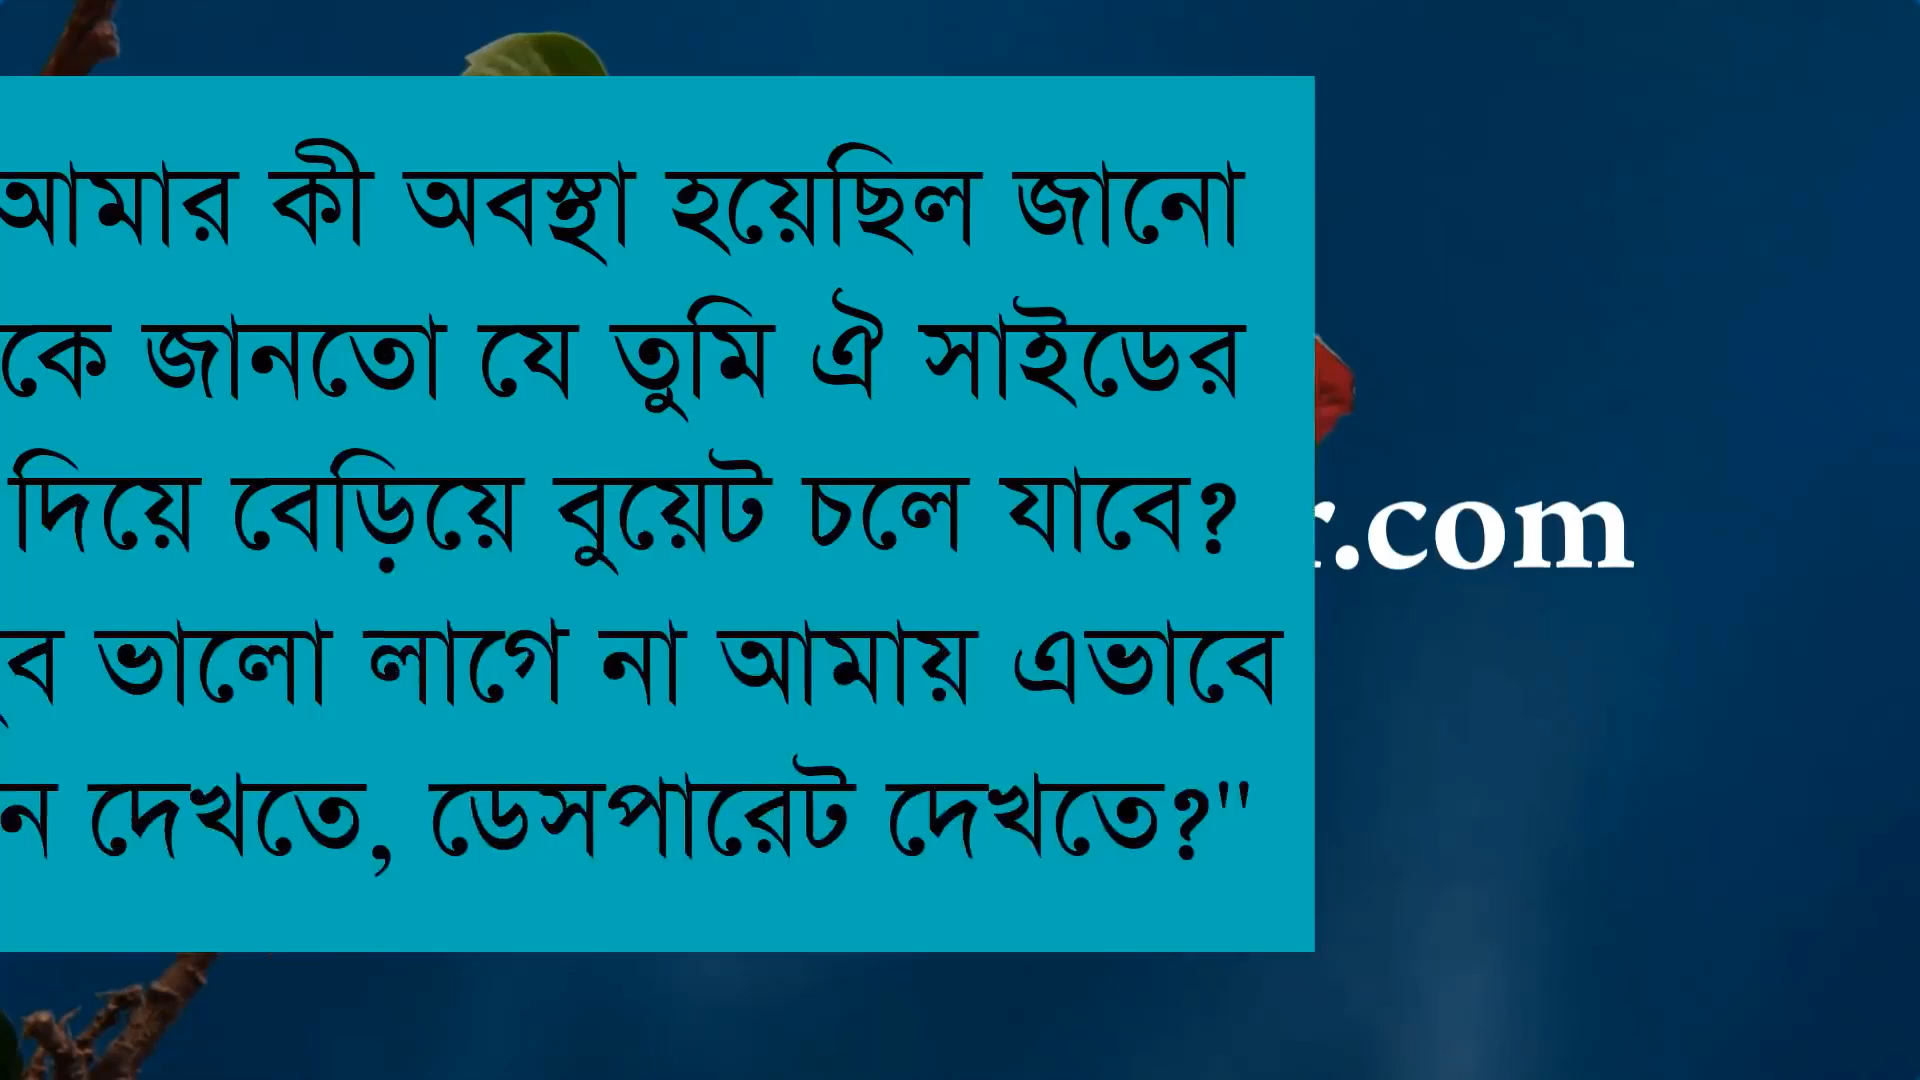 আমার কী অবস্থা হয়েছিল জানো
কে জানতো যে তুমি ঐ সাইডের
দিয়ে বেড়িয়ে বুয়েট চলে যাবে?
.com
ভালো লাগে না আমায় এভাবে
দেখতে, ডেসপারেট দেখতে?"